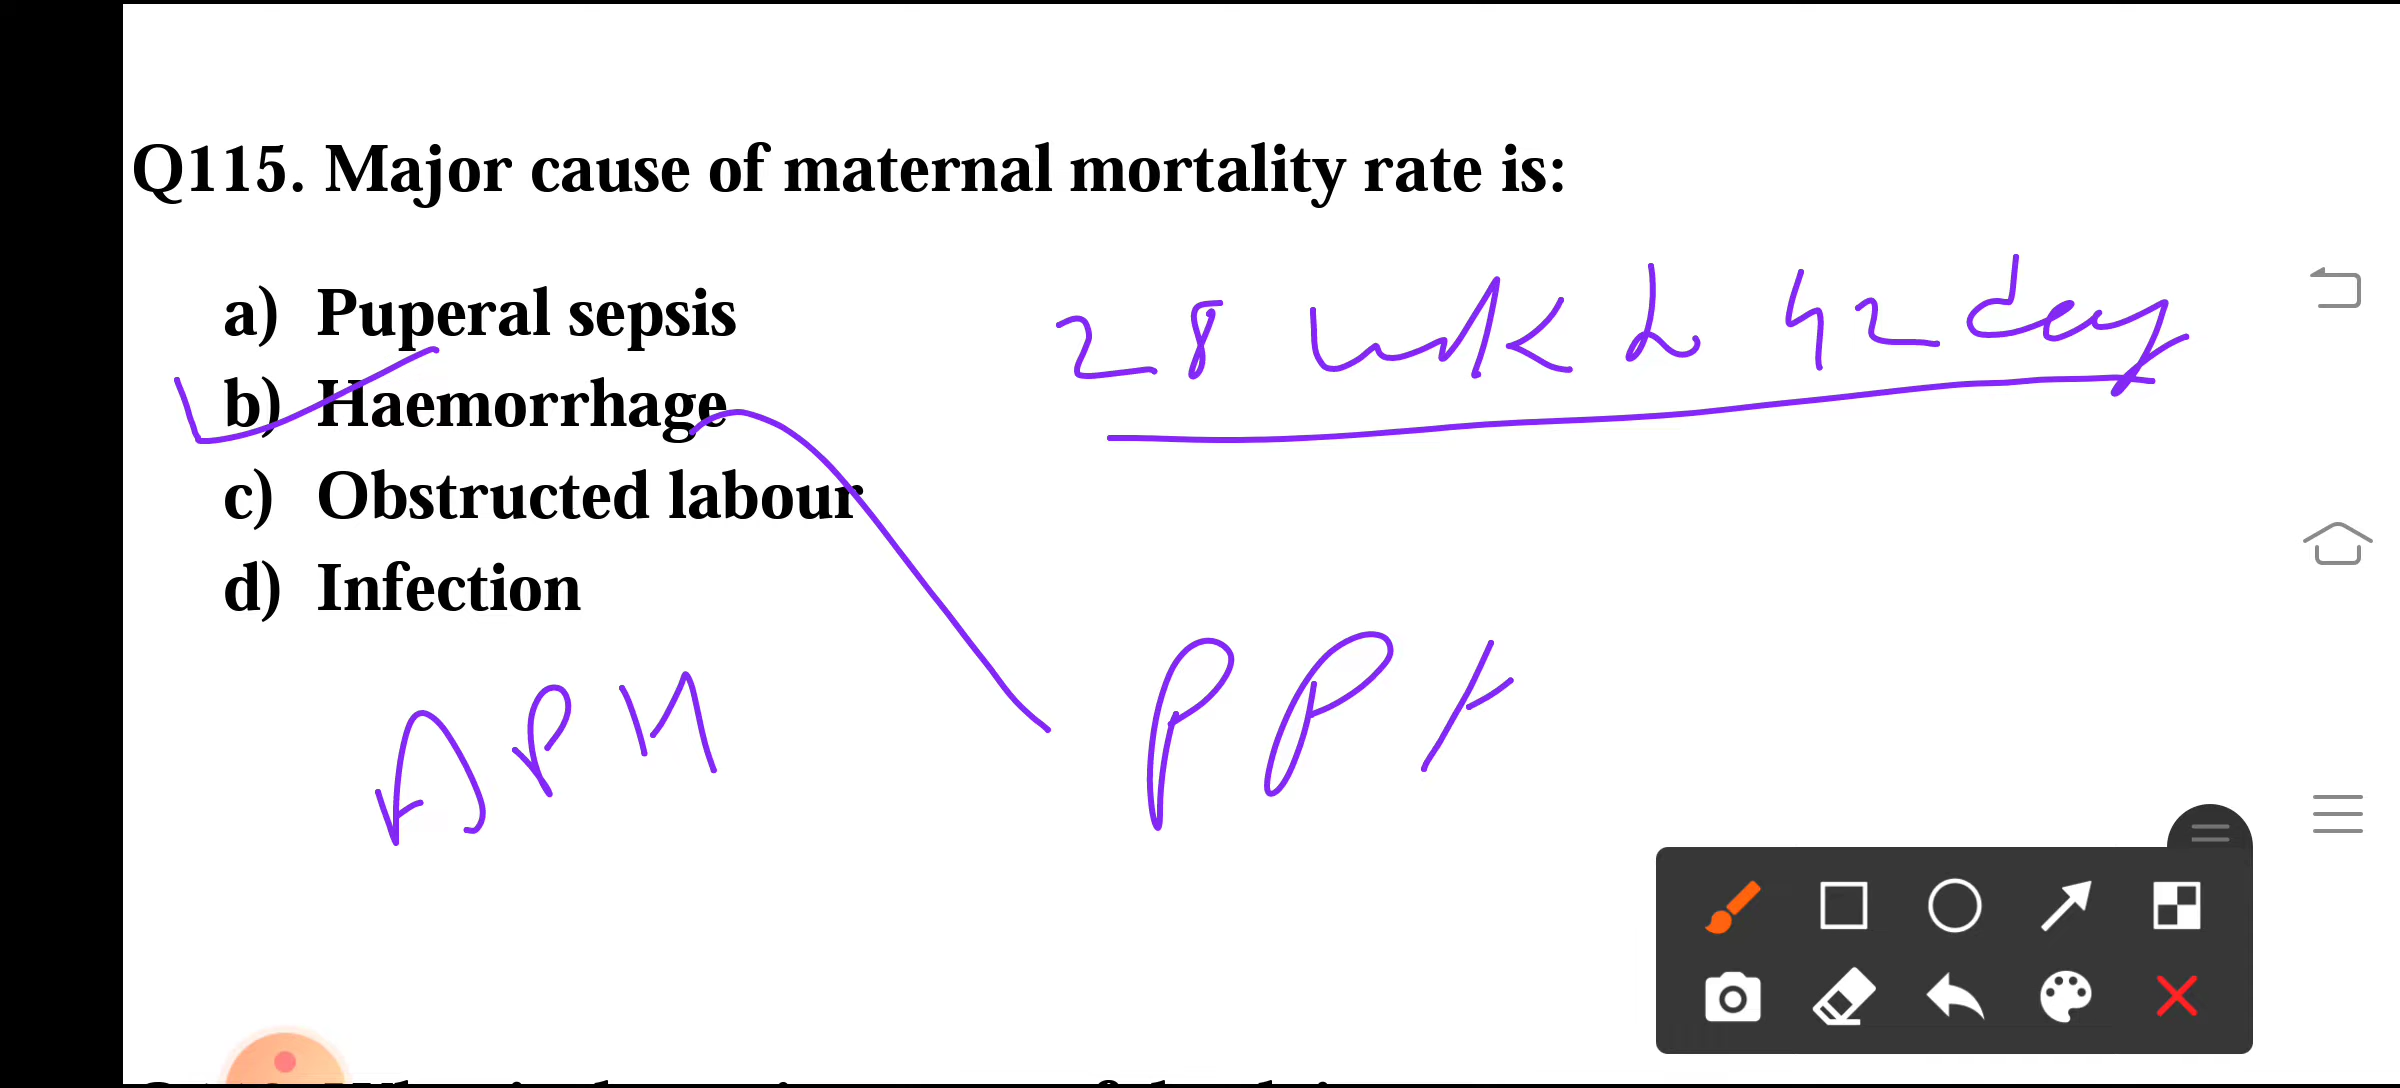 Q115. Major cause of maternal mortality rate is:
a) Puperal sepsis
28 wk 42 day
b) Haemorrhage
c) Obstructed labour
d) Infection
APH
PPH